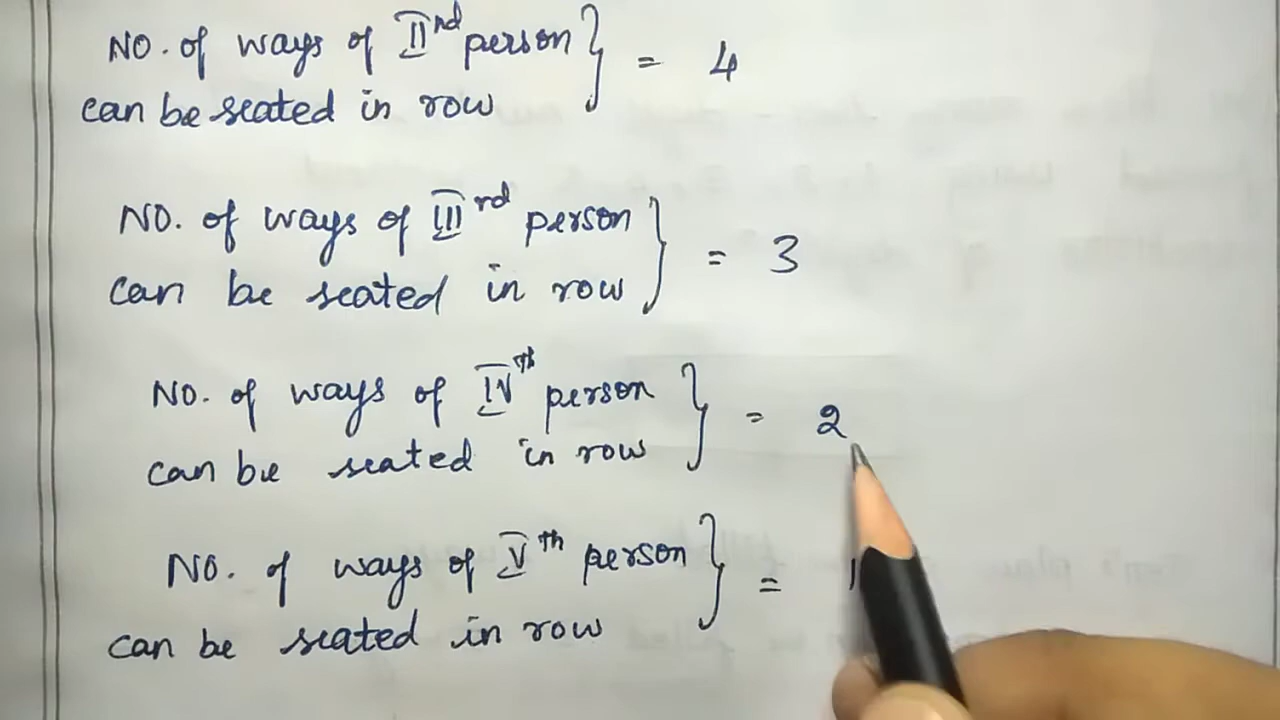 NO. of ways of IInd person } = 4
can be seated in row
NO. of ways of IIIrd person } = 3
can be seated in row
NO. of ways of IVth person } = 2
can be seated in row
NO. of ways of Vth person } = 1
can be seated in row